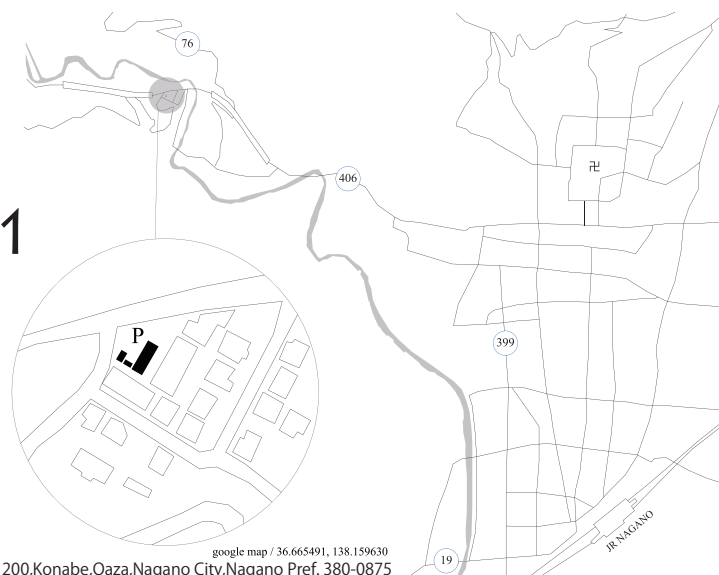 76
卍
406
1
P
399
JR NAGANO
google map / 36.665491, 138.159630
19
200,Konabe,Oaza,Nagano City,Nagano Pref. 380-0875